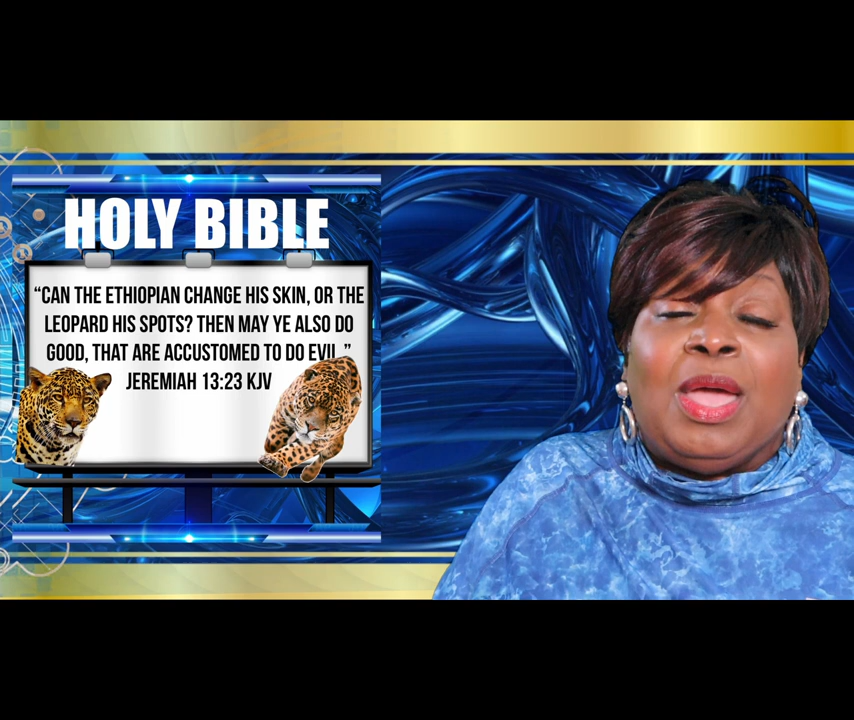 HOLY BIBLE
“CAN THE ETHIOPIAN CHANGE HIS SKIN, OR THE
LEOPARD HIS SPOTS? THEN MAY YE ALSO DO
GOOD, THAT ARE ACCUSTOMED TO DO EVIL.”
JEREMIAH 13:23 KJV